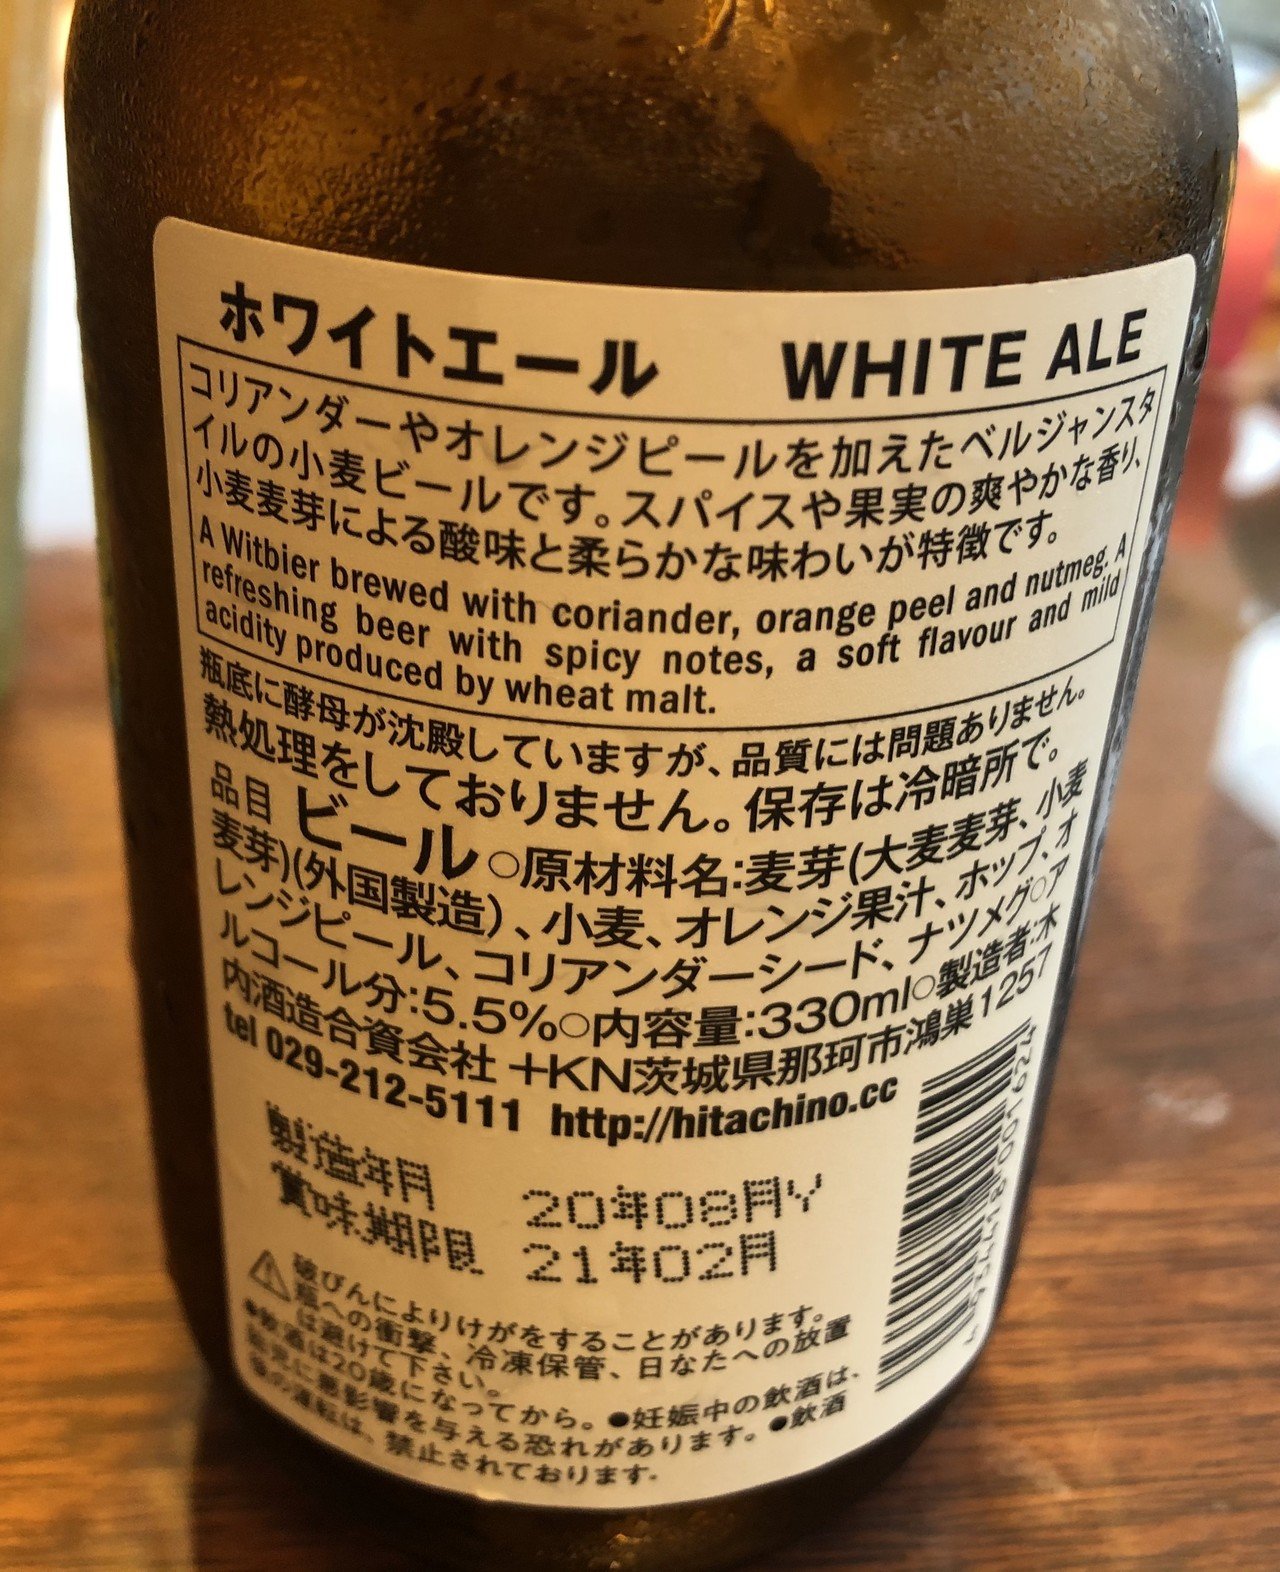 ホワイトエール WHITE ALE
コリアンダーやオレンジピールを加えたベルジャンスタ
イルの小麦ビールです。スパイスや果実の爽やかな香り、
小麦麦芽による酸味と柔らかな味わいが特徴です。
A Witbier brewed with coriander, orange peel and nutmeg. A
refreshing beer with spicy notes, a soft flavour and mild
acidity produced by wheat malt.
瓶底に酵母が沈殿していますが、品質には問題ありません。
熱処理をしておりません。保存は冷暗所で。
品目 ビール○原材料名:麦芽(大麦麦芽、小麦
麦芽)(外国製造)、小麦、オレンジ果汁、ホップ、オ
レンジピール、コリアンダーシード、ナツメグ○ア
ルコール分:5.5%○内容量:330ml○製造者:木
内酒造合資会社 +KN茨城県那珂市鴻巣1257
tel 029-212-5111 http://hitachino.cc
製造年月 20年08月Y
賞味期限 21年02月
破びんによりけがをすることがあります。
瓶への衝撃、冷凍保管、日なたへの放置
は避けて下さい。
●飲酒は20歳になってから。●妊娠中の飲酒は、
胎児に悪影響を与える恐れがあります。●飲酒
後の運転は、禁止されております。